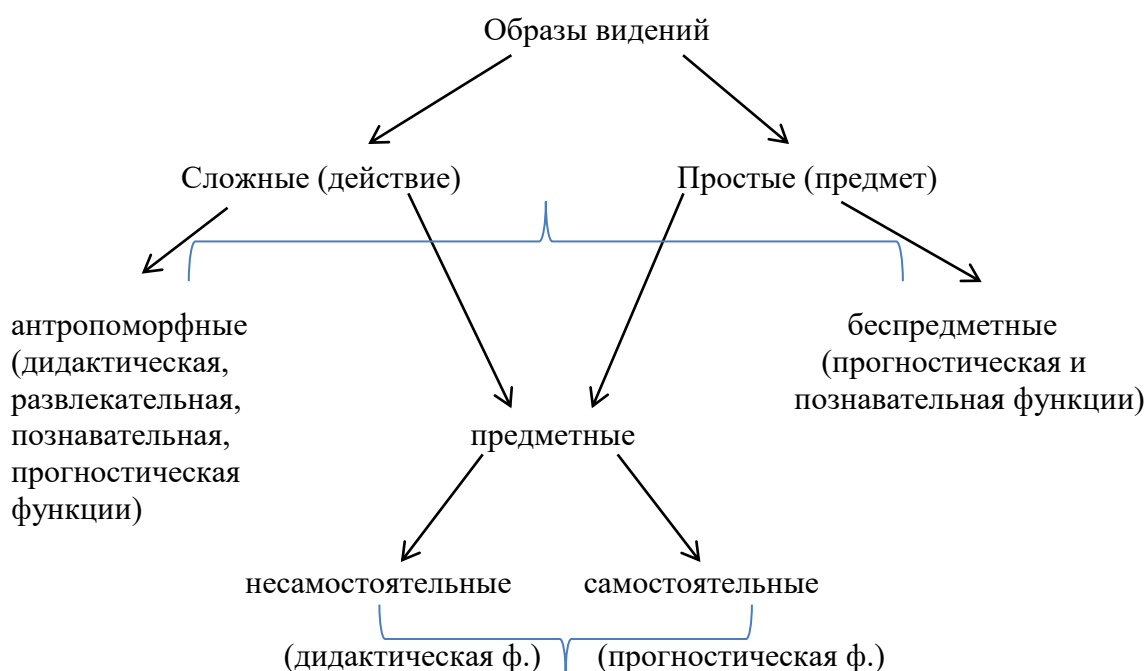 Образы видений
Сложные (действие)
Простые (предмет)
антропоморфные
(дидактическая,
развлекательная,
познавательная,
прогностическая
функции)
беспредметные
(прогностическая и
познавательная функции)
предметные
несамостоятельные
самостоятельные
(дидактическая ф.)
(прогностическая ф.)